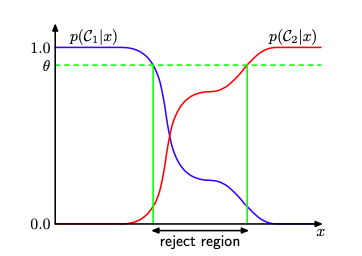 p(C₁|x)
p(C₂|x)
1.0
θ
0.0
x
reject region